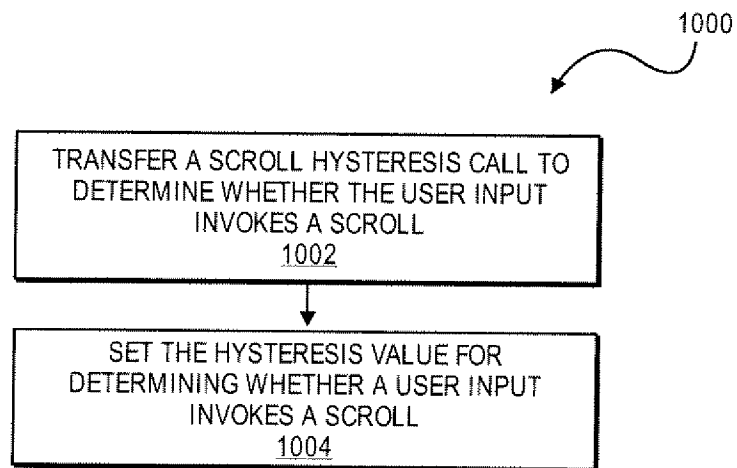 1000
TRANSFER A SCROLL HYSTERESIS CALL TO
DETERMINE WHETHER THE USER INPUT
INVOKES A SCROLL
1002
SET THE HYSTERESIS VALUE FOR
DETERMINING WHETHER A USER INPUT
INVOKES A SCROLL
1004